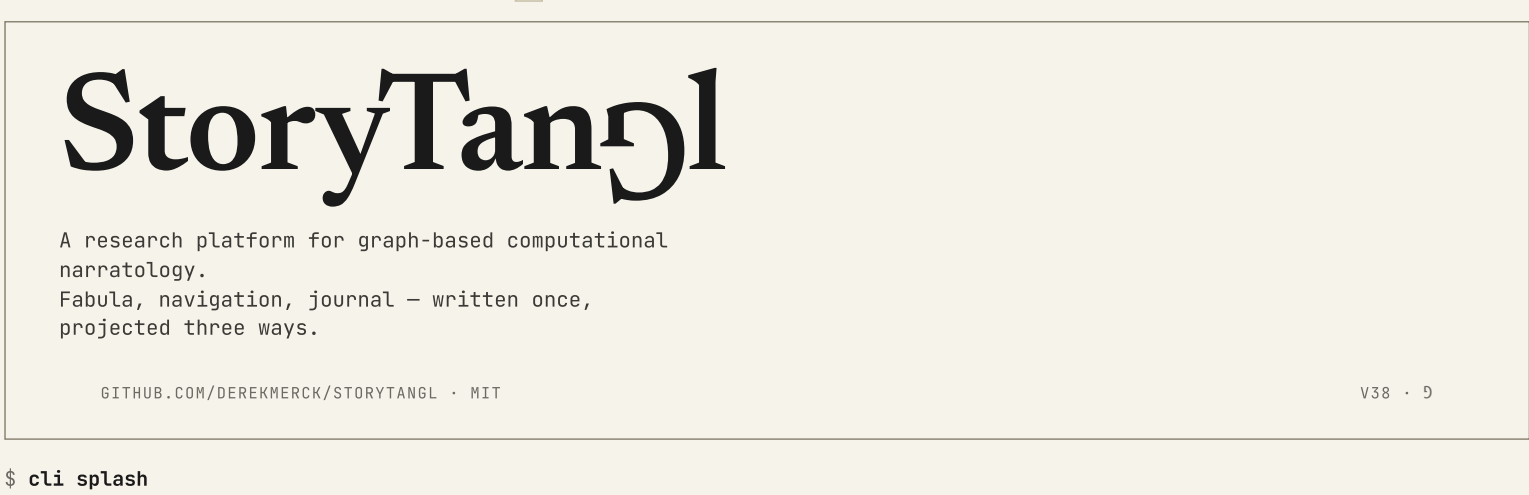 StoryTanGl
A research platform for graph-based computational
narratology.
Fabula, navigation, journal — written once,
projected three ways.
GITHUB.COM/DEREKMERCK/STORYTANGL · MIT
V38 · G
$ cli splash